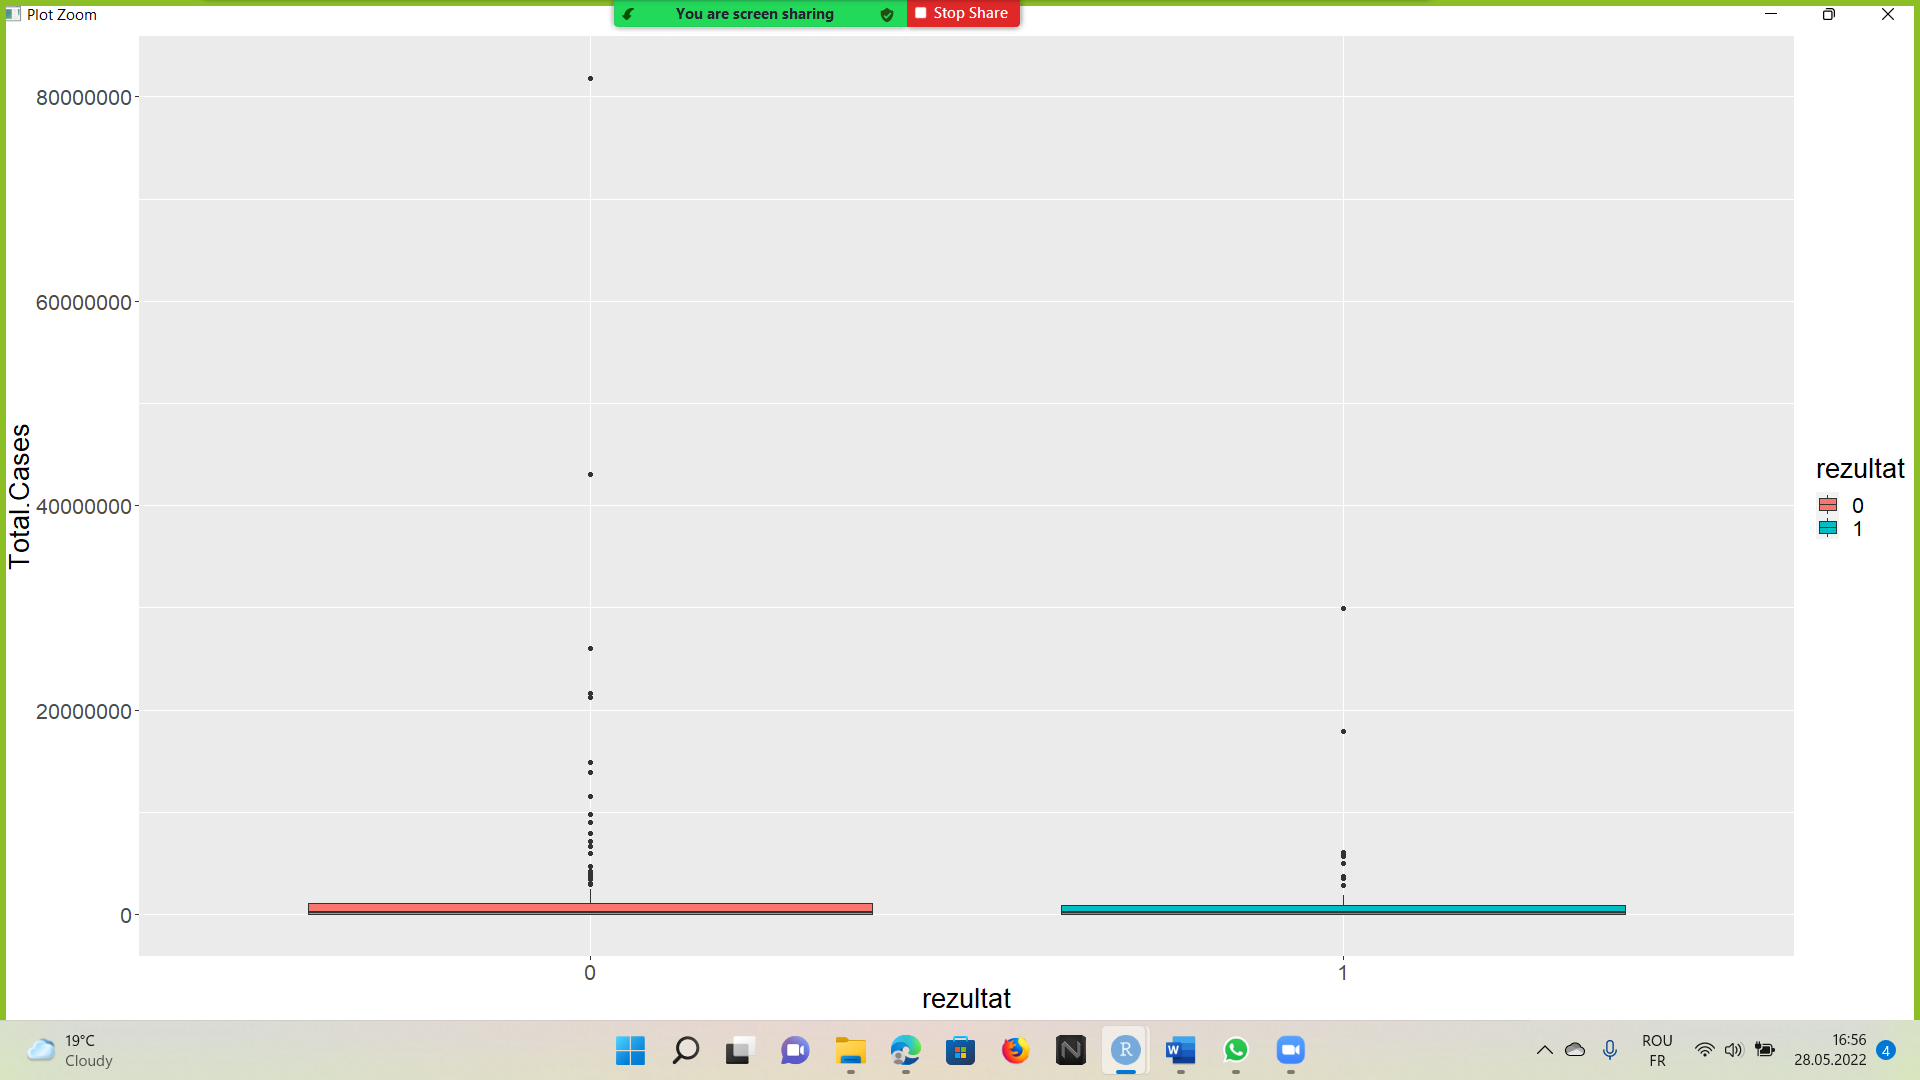 Plot Zoom
You are screen sharing
Stop Share
80000000
60000000
40000000
20000000
0
Total.Cases
0
1
rezultat
rezultat
0
1
19°C
Cloudy
N
R
W
ROU
FR
16:56
28.05.2022
4